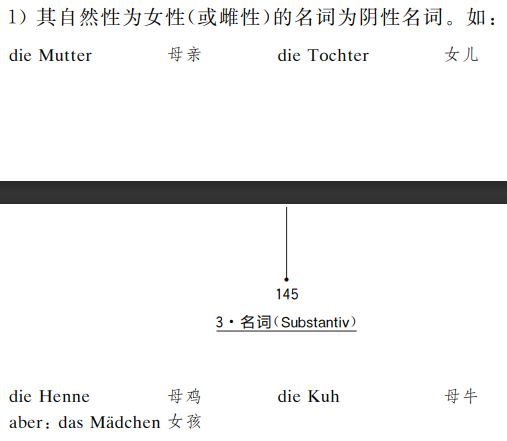 1) 其自然性为女性(或雌性)的名词为阴性名词。如：
die Mutter 母亲 die Tochter 女儿
145
3·名词(Substantiv)
die Henne 母鸡 die Kuh 母牛
aber: das Mädchen 女孩